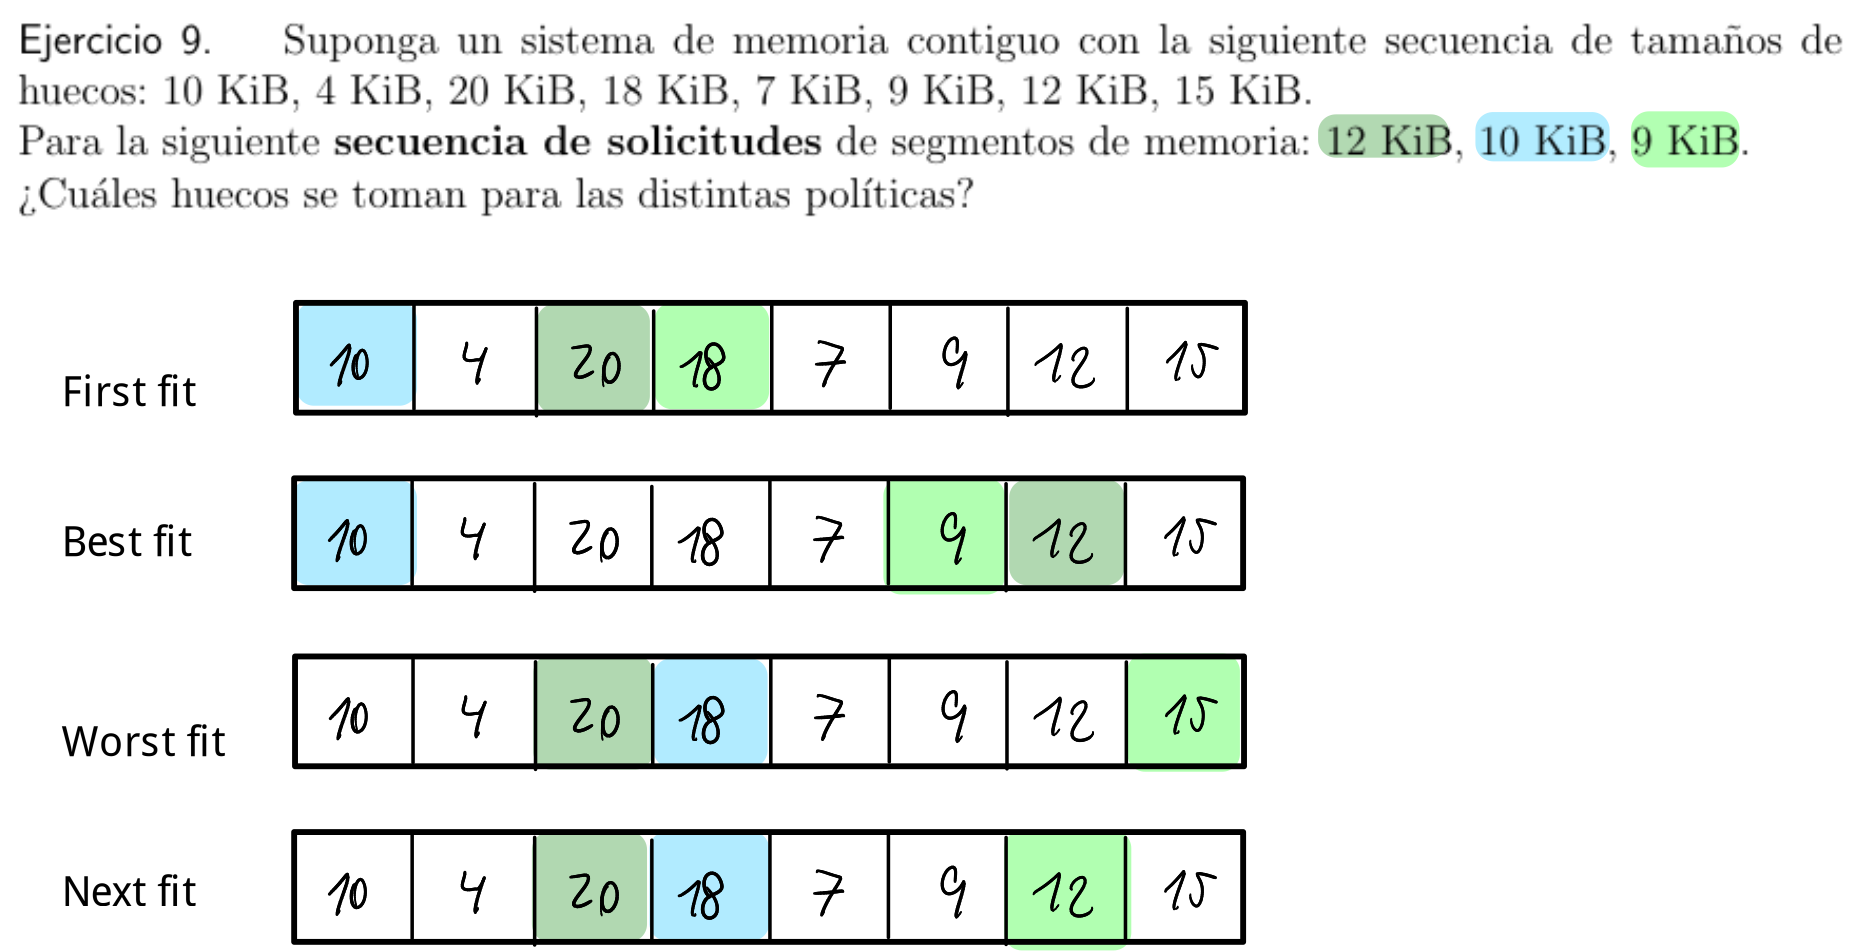 Ejercicio 9. Suponga un sistema de memoria contiguo con la siguiente secuencia de tamaños de
huecos: 10 KiB, 4 KiB, 20 KiB, 18 KiB, 7 KiB, 9 KiB, 12 KiB, 15 KiB.
Para la siguiente secuencia de solicitudes de segmentos de memoria: 12 KiB, 10 KiB, 9 KiB.
¿Cuáles huecos se toman para las distintas políticas?
First fit 10 4 20 18 7 9 12 15
Best fit 10 4 20 18 7 9 12 15
Worst fit 10 4 20 18 7 9 12 15
Next fit 10 4 20 18 7 9 12 15